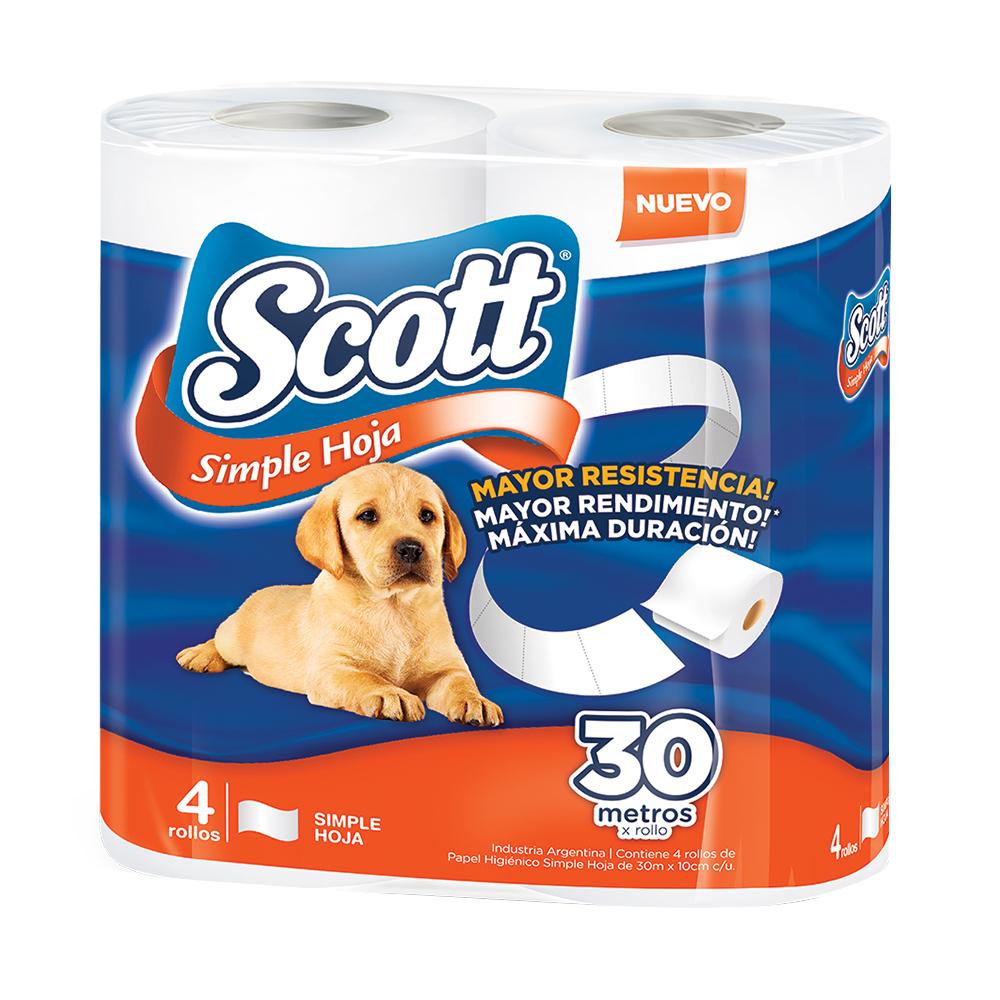 NUEVO
Scott®
Simple Hoja
Scott
Simple Hoja
MAYOR RESISTENCIA!
MAYOR RENDIMIENTO!*
MÁXIMA DURACIÓN!
30
metros
x rollo
4
rollos
SIMPLE
HOJA
Industria Argentina | Contiene 4 rollos de
Papel Higiénico Simple Hoja de 30m x 10cm c/u.
4 rollos